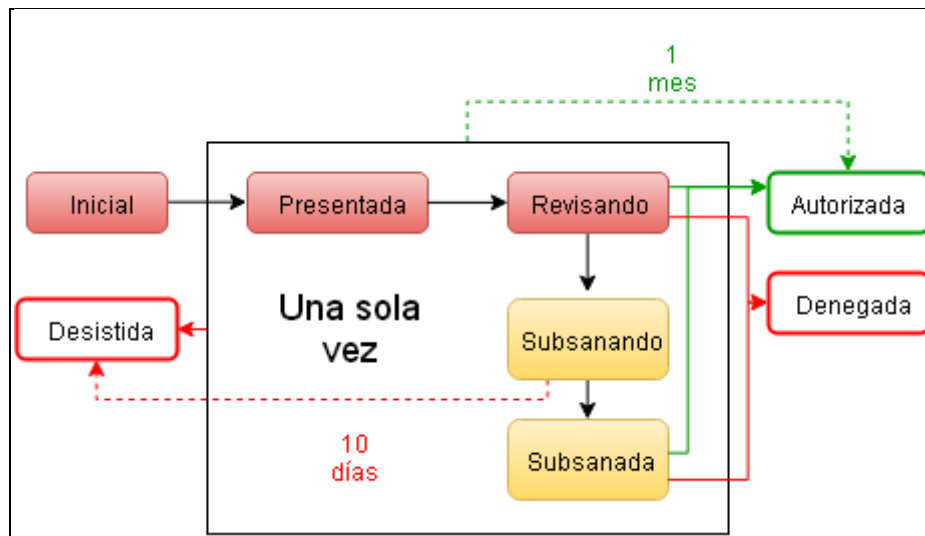 1
mes
Inicial
Presentada
Revisando
Autorizada
Una sola
vez
Desistida
Subsanando
Denegada
10
días
Subsanada